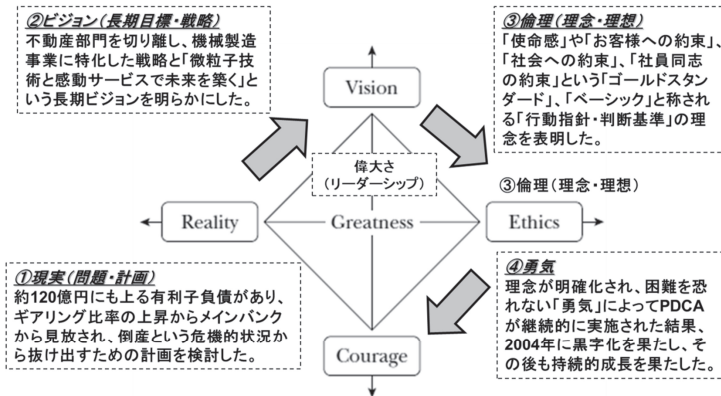 ②ビジョン(長期目標・戦略)
不動産部門を切り離し、機械製造
事業に特化した戦略と「微粒子技
術と感動サービスで未来を築く」と
いう長期ビジョンを明らかにした。
③倫理(理念・理想)
「使命感」や「お客様への約束」、
「社会への約束」、「社員同志
の約束」という「ゴールドスタン
ダード」、「ベーシック」と称され
る「行動指針・判断基準」の理
念を表明した。
Vision
偉大さ
(リーダーシップ)
③倫理(理念・理想)
Reality
Greatness
Ethics
①現実(問題・計画)
約120億円にも上る有利子負債があり、
ギアリング比率の上昇からメインバンク
から見放され、倒産という危機的状況か
ら抜け出すための計画を検討した。
④勇気
理念が明確化され、困難を恐
れない「勇気」によってPDCA
が継続的に実施された結果、
2004年に黒字化を果たし、そ
の後も持続的成長を果たした。
Courage